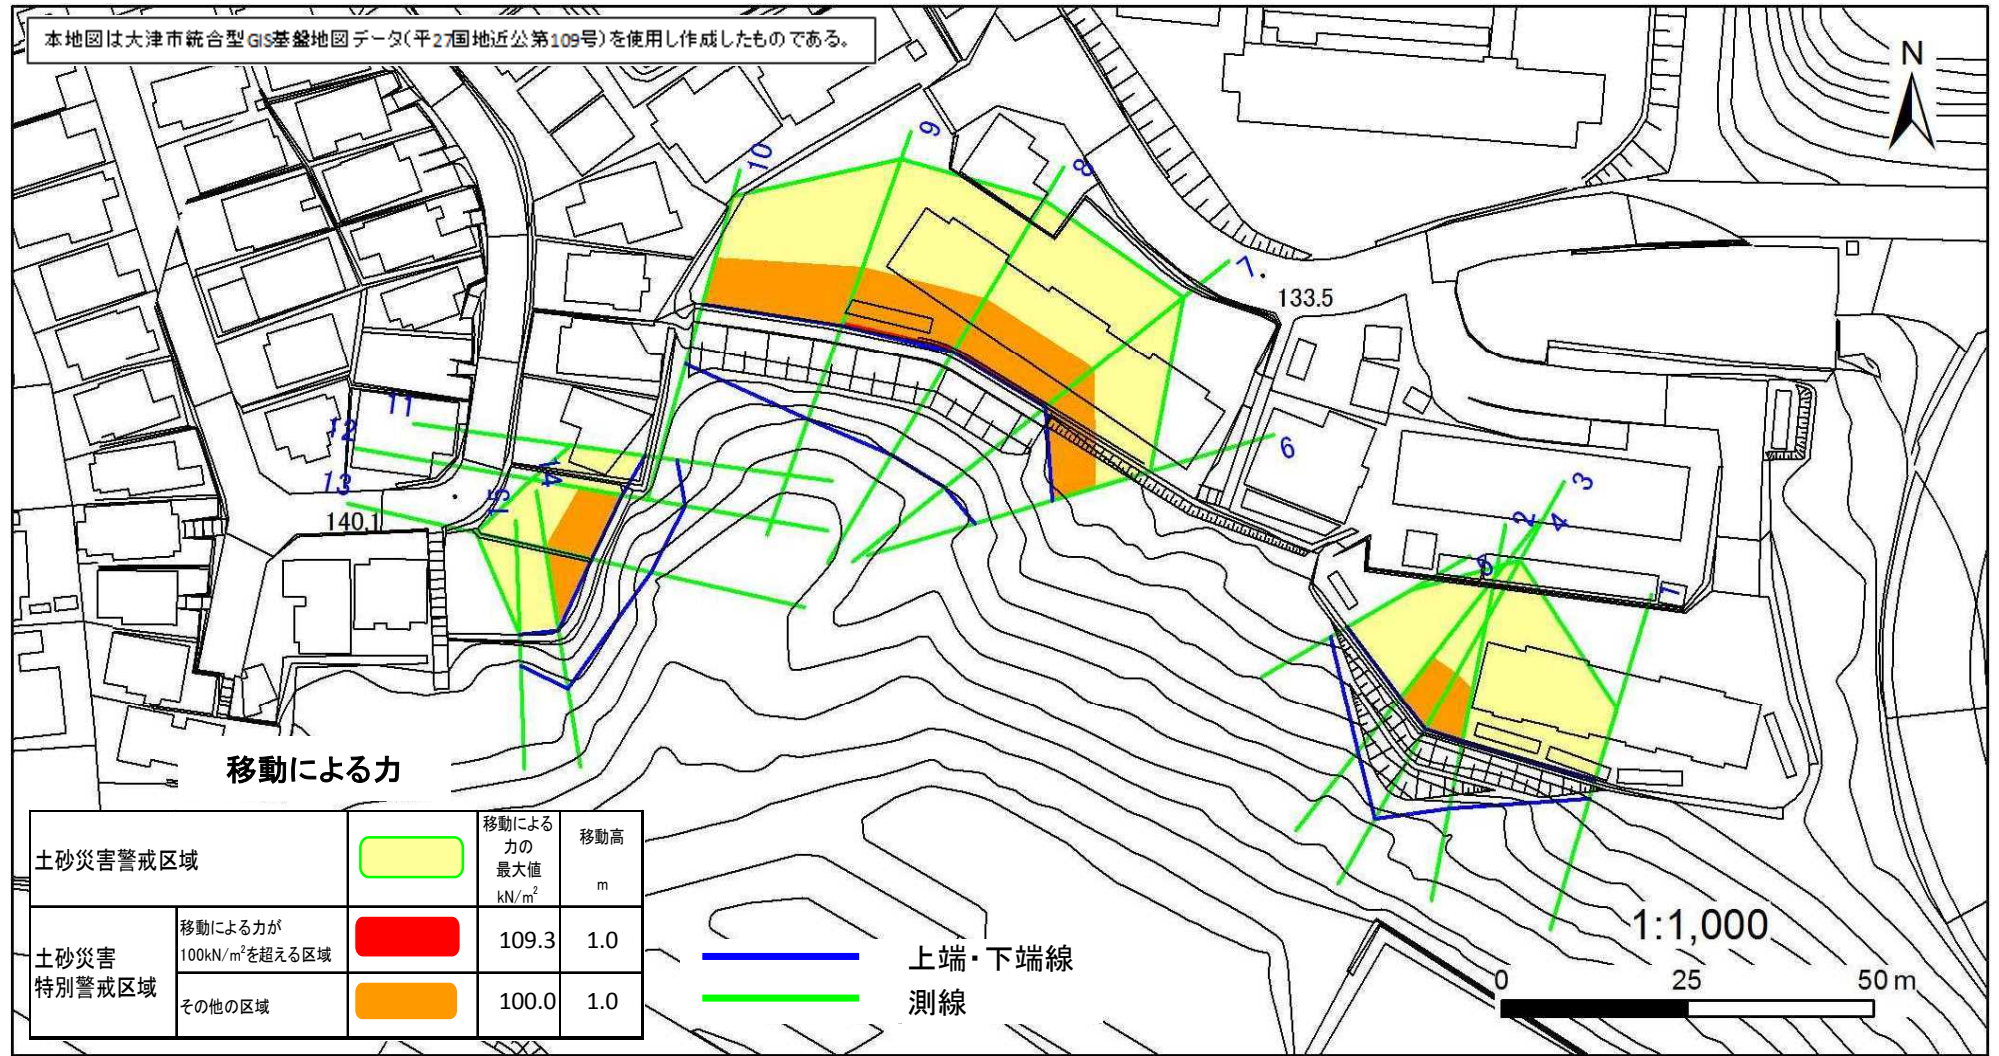 本地図は大津市統合型GIS基盤地図データ(平27国地近公第109号)を使用し作成したものである。
N
10
9
8
7
133.5
6
11
12
13
14
15
140.1
3
2
4
1
移動による力
土砂災害警戒区域
移動による
力の
最大値
kN/m²
移動高
m
土砂災害
特別警戒区域
移動による力が
100kN/m²を超える区域
109.3
1.0
その他の区域
100.0
1.0
上端・下端線
測線
1:1,000
0
25
50 m